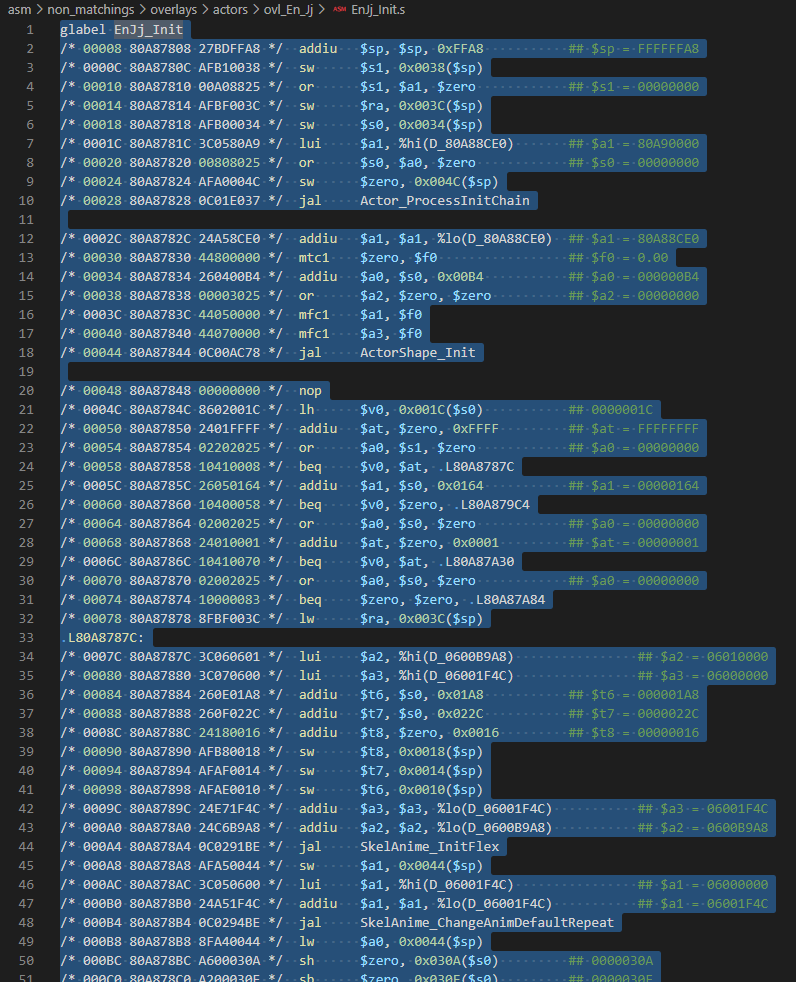 asm > non_matchings > overlays > actors > ovl_En_Jj > ASM EnJj_Init.s
1 glabel EnJj_Init
2 /* 00008 80A87808 27BDFFA8 */ addiu $sp, $sp, 0xFFA8 ## $sp = FFFFFFA8
3 /* 0000C 80A8780C AFB10038 */ sw $s1, 0x0038($sp)
4 /* 00010 80A87810 00A08825 */ or $s1, $a1, $zero ## $s1 = 00000000
5 /* 00014 80A87814 AFBF003C */ sw $ra, 0x003C($sp)
6 /* 00018 80A87818 AFB00034 */ sw $s0, 0x0034($sp)
7 /* 0001C 80A8781C 3C0580A9 */ lui $a1, %hi(D_80A88CE0) ## $a1 = 80A90000
8 /* 00020 80A87820 00808025 */ or $s0, $a0, $zero ## $s0 = 00000000
9 /* 00024 80A87824 AFA0004C */ sw $zero, 0x004C($sp)
10 /* 00028 80A87828 0C01E037 */ jal Actor_ProcessInitChain
11
12 /* 0002C 80A8782C 24A58CE0 */ addiu $a1, $a1, %lo(D_80A88CE0) ## $a1 = 80A88CE0
13 /* 00030 80A87830 44800000 */ mtc1 $zero, $f0 ## $f0 = 0.00
14 /* 00034 80A87834 260400B4 */ addiu $a0, $s0, 0x00B4 ## $a0 = 000000B4
15 /* 00038 80A87838 00003025 */ or $a2, $zero, $zero ## $a2 = 00000000
16 /* 0003C 80A8783C 44050000 */ mfc1 $a1, $f0
17 /* 00040 80A87840 44070000 */ mfc1 $a3, $f0
18 /* 00044 80A87844 0C00AC78 */ jal ActorShape_Init
19
20 /* 00048 80A87848 00000000 */ nop
21 /* 0004C 80A8784C 8602001C */ lh $v0, 0x001C($s0) ## 0000001C
22 /* 00050 80A87850 2401FFFF */ addiu $at, $zero, 0xFFFF ## $at = FFFFFFFF
23 /* 00054 80A87854 02202025 */ or $a0, $s1, $zero ## $a0 = 00000000
24 /* 00058 80A87858 10410008 */ beq $v0, $at, .L80A8787C
25 /* 0005C 80A8785C 26050164 */ addiu $a1, $s0, 0x0164 ## $a1 = 00000164
26 /* 00060 80A87860 10400058 */ beq $v0, $zero, .L80A879C4
27 /* 00064 80A87864 02002025 */ or $a0, $s0, $zero ## $a0 = 00000000
28 /* 00068 80A87868 24010001 */ addiu $at, $zero, 0x0001 ## $at = 00000001
29 /* 0006C 80A8786C 10410070 */ beq $v0, $at, .L80A87A30
30 /* 00070 80A87870 02002025 */ or $a0, $s0, $zero ## $a0 = 00000000
31 /* 00074 80A87874 10000083 */ beq $zero, $zero, .L80A87A84
32 /* 00078 80A87878 8FBF003C */ lw $ra, 0x003C($sp)
33 .L80A8787C:
34 /* 0007C 80A8787C 3C060601 */ lui $a2, %hi(D_0600B9A8) ## $a2 = 06010000
35 /* 00080 80A87880 3C070600 */ lui $a3, %hi(D_06001F4C) ## $a3 = 06000000
36 /* 00084 80A87884 260E01A8 */ addiu $t6, $s0, 0x01A8 ## $t6 = 000001A8
37 /* 00088 80A87888 260F022C */ addiu $t7, $s0, 0x022C ## $t7 = 0000022C
38 /* 0008C 80A8788C 24180016 */ addiu $t8, $zero, 0x0016 ## $t8 = 00000016
39 /* 00090 80A87890 AFB80018 */ sw $t8, 0x0018($sp)
40 /* 00094 80A87894 AFAF0014 */ sw $t7, 0x0014($sp)
41 /* 00098 80A87898 AFAE0010 */ sw $t6, 0x0010($sp)
42 /* 0009C 80A8789C 24E71F4C */ addiu $a3, $a3, %lo(D_06001F4C) ## $a3 = 06001F4C
43 /* 000A0 80A878A0 24C6B9A8 */ addiu $a2, $a2, %lo(D_0600B9A8) ## $a2 = 0600B9A8
44 /* 000A4 80A878A4 0C0291BE */ jal SkelAnime_InitFlex
45 /* 000A8 80A878A8 AFA50044 */ sw $a1, 0x0044($sp)
46 /* 000AC 80A878AC 3C050600 */ lui $a1, %hi(D_06001F4C) ## $a1 = 06000000
47 /* 000B0 80A878B0 24A51F4C */ addiu $a1, $a1, %lo(D_06001F4C) ## $a1 = 06001F4C
48 /* 000B4 80A878B4 0C0294BE */ jal SkelAnime_ChangeAnimDefaultRepeat
49 /* 000B8 80A878B8 8FA40044 */ lw $a0, 0x0044($sp)
50 /* 000BC 80A878BC A600030A */ sh $zero, 0x030A($s0) ## 0000030A
51 /* 000C0 80A878C0 A200030E */ sb $zero, 0x030E($s0) ## 0000030E